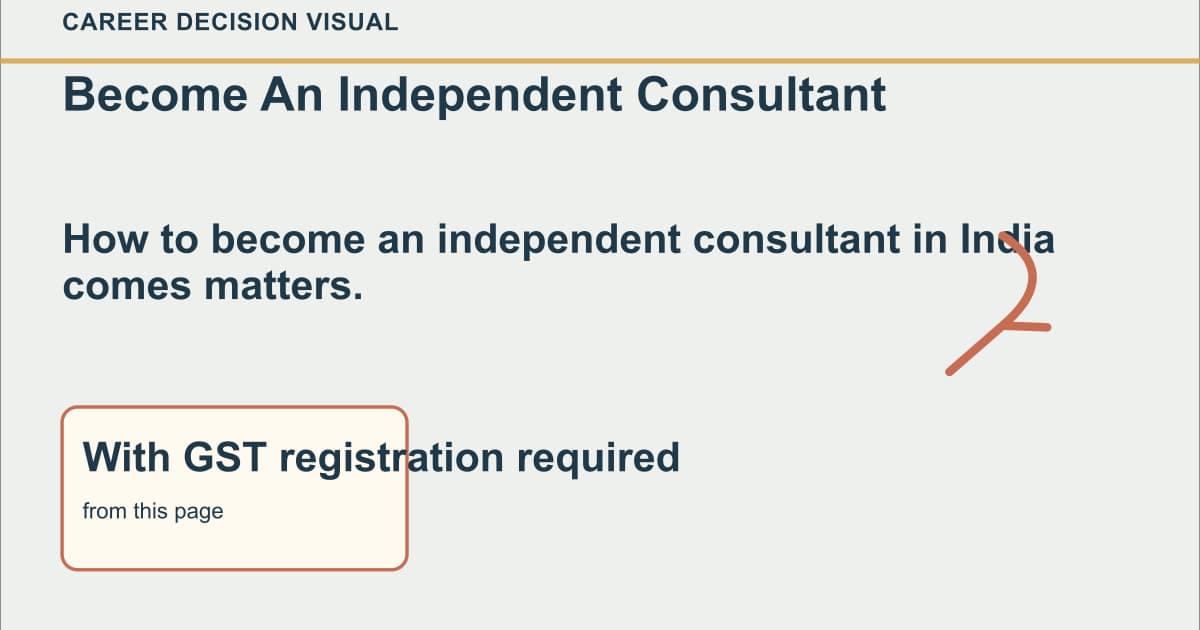 CAREER DECISION VISUAL
Become An Independent Consultant
How to become an independent consultant in India
comes matters.
With GST registration required
from this page